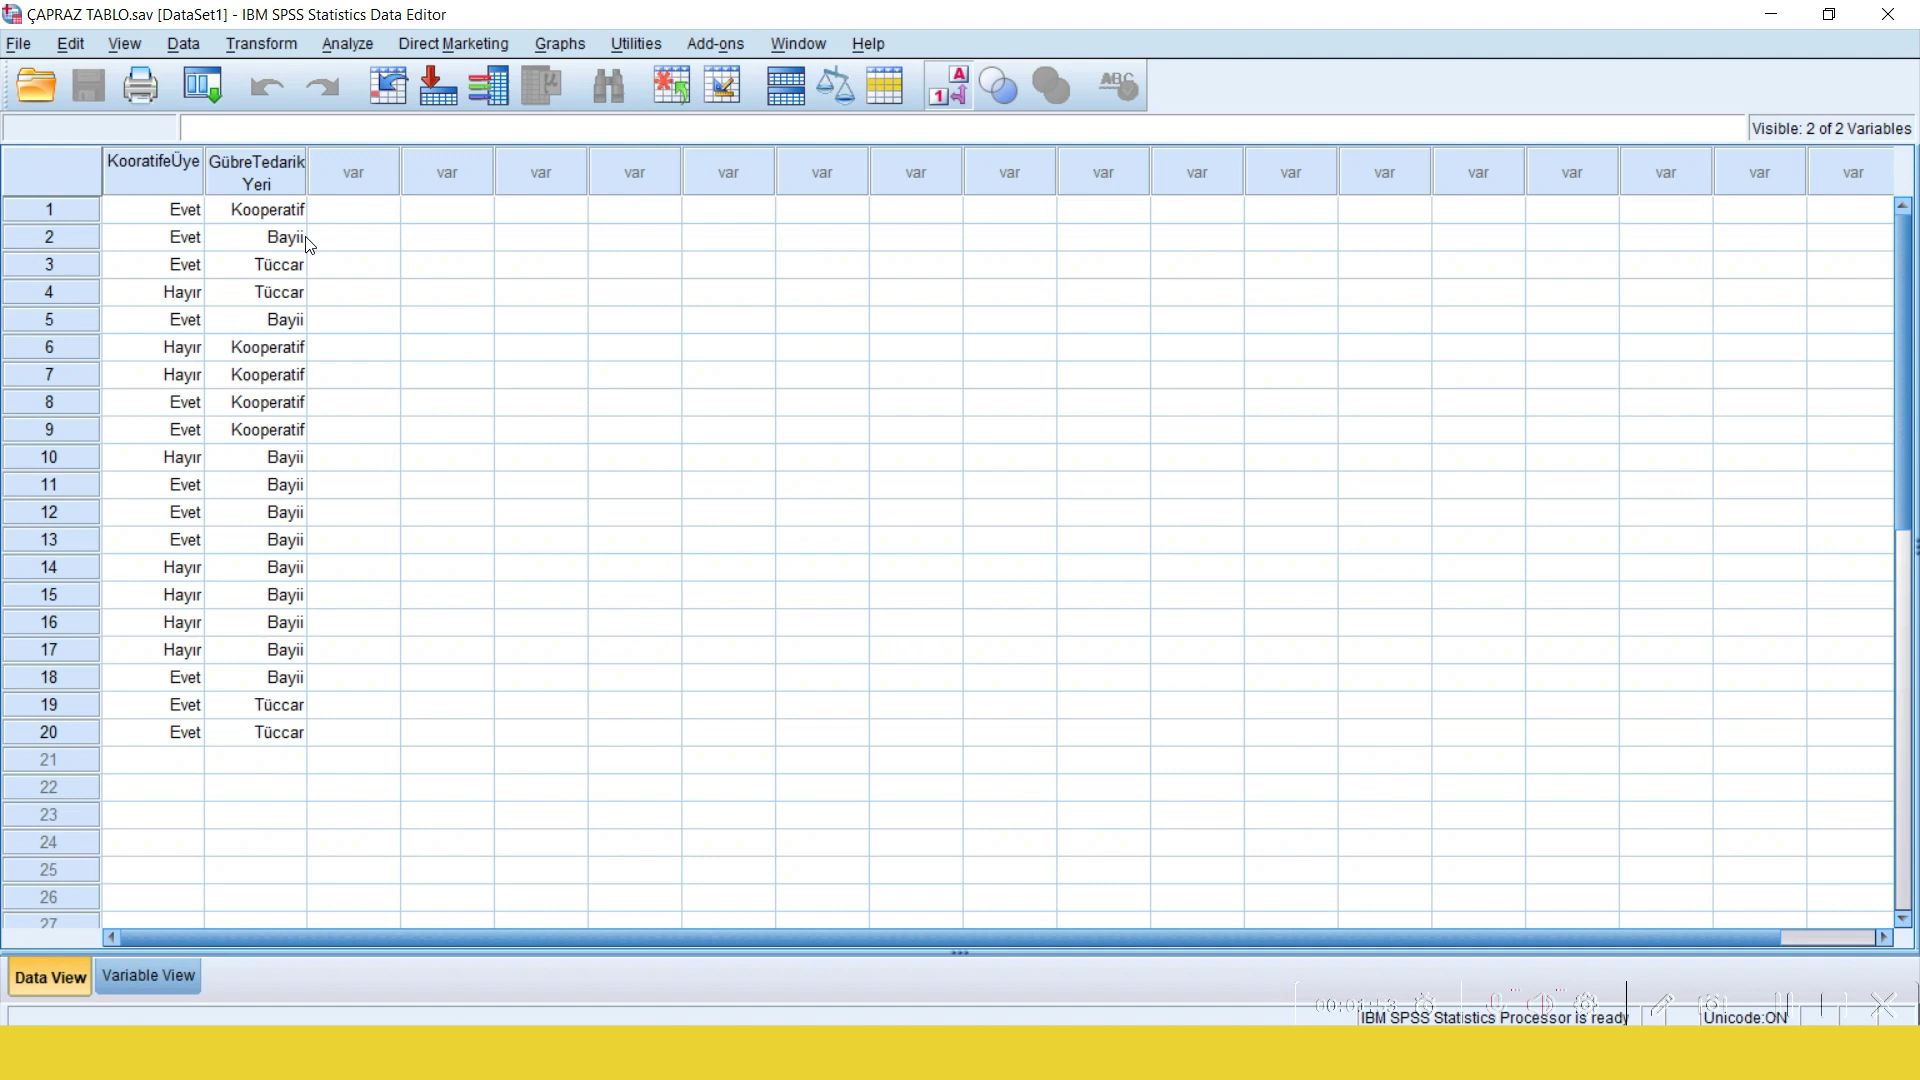 ÇAPRAZ TABLO.sav [DataSet1] - IBM SPSS Statistics Data Editor
File Edit View Data Transform Analyze Direct Marketing Graphs Utilities Add-ons Window Help
Visible: 2 of 2 Variables
KooratifeÜye GübreTedarik var var var var var var var var var var var var var var var var var
Yeri
1 Evet Kooperatif
2 Evet Bayii
3 Evet Tüccar
4 Hayır Tüccar
5 Evet Bayii
6 Hayır Kooperatif
7 Hayır Kooperatif
8 Evet Kooperatif
9 Evet Kooperatif
10 Hayır Bayii
11 Evet Bayii
12 Evet Bayii
13 Evet Bayii
14 Hayır Bayii
15 Hayır Bayii
16 Hayır Bayii
17 Hayır Bayii
18 Evet Bayii
19 Evet Tüccar
20 Evet Tüccar
21
22
23
24
25
26
27
Data View Variable View
IBM SPSS Statistics Processor is ready Unicode:ON